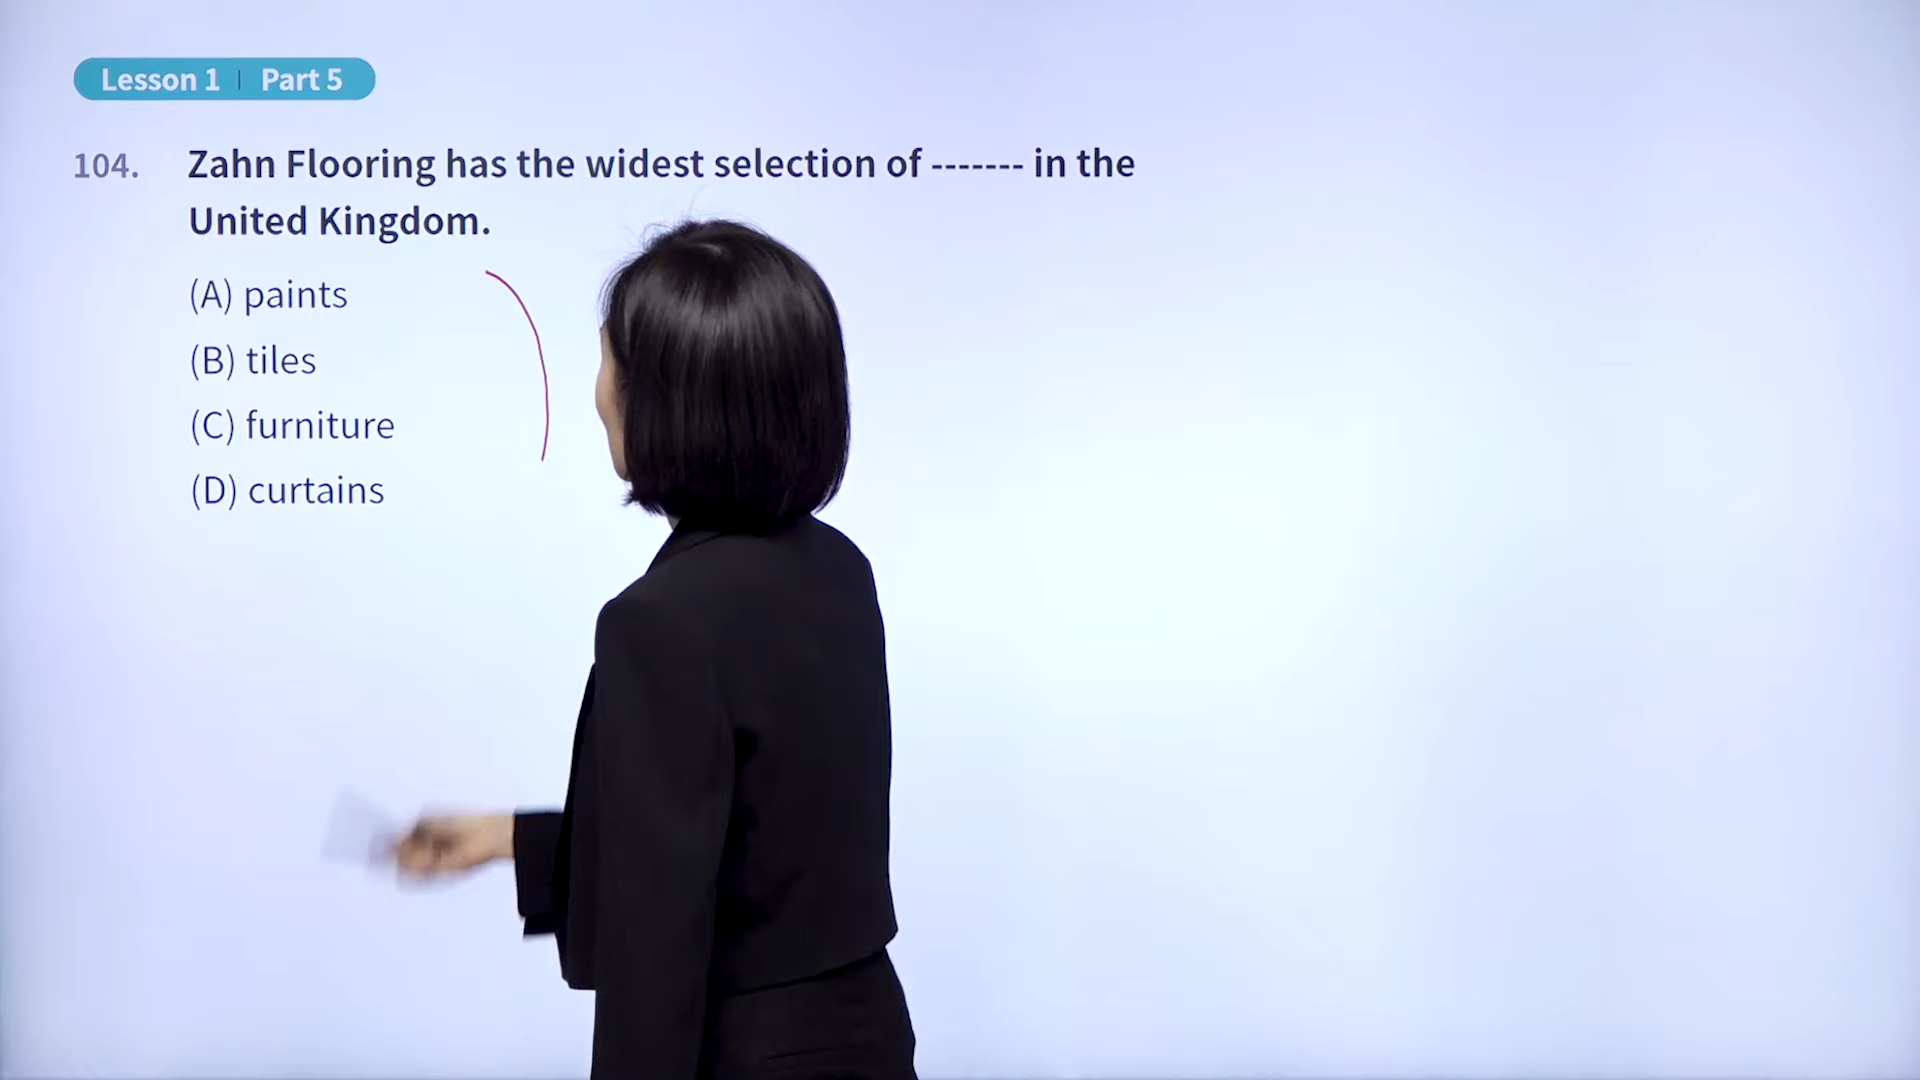 Lesson 1 | Part 5
104. Zahn Flooring has the widest selection of ------- in the
United Kingdom.
(A) paints
(B) tiles
(C) furniture
(D) curtains